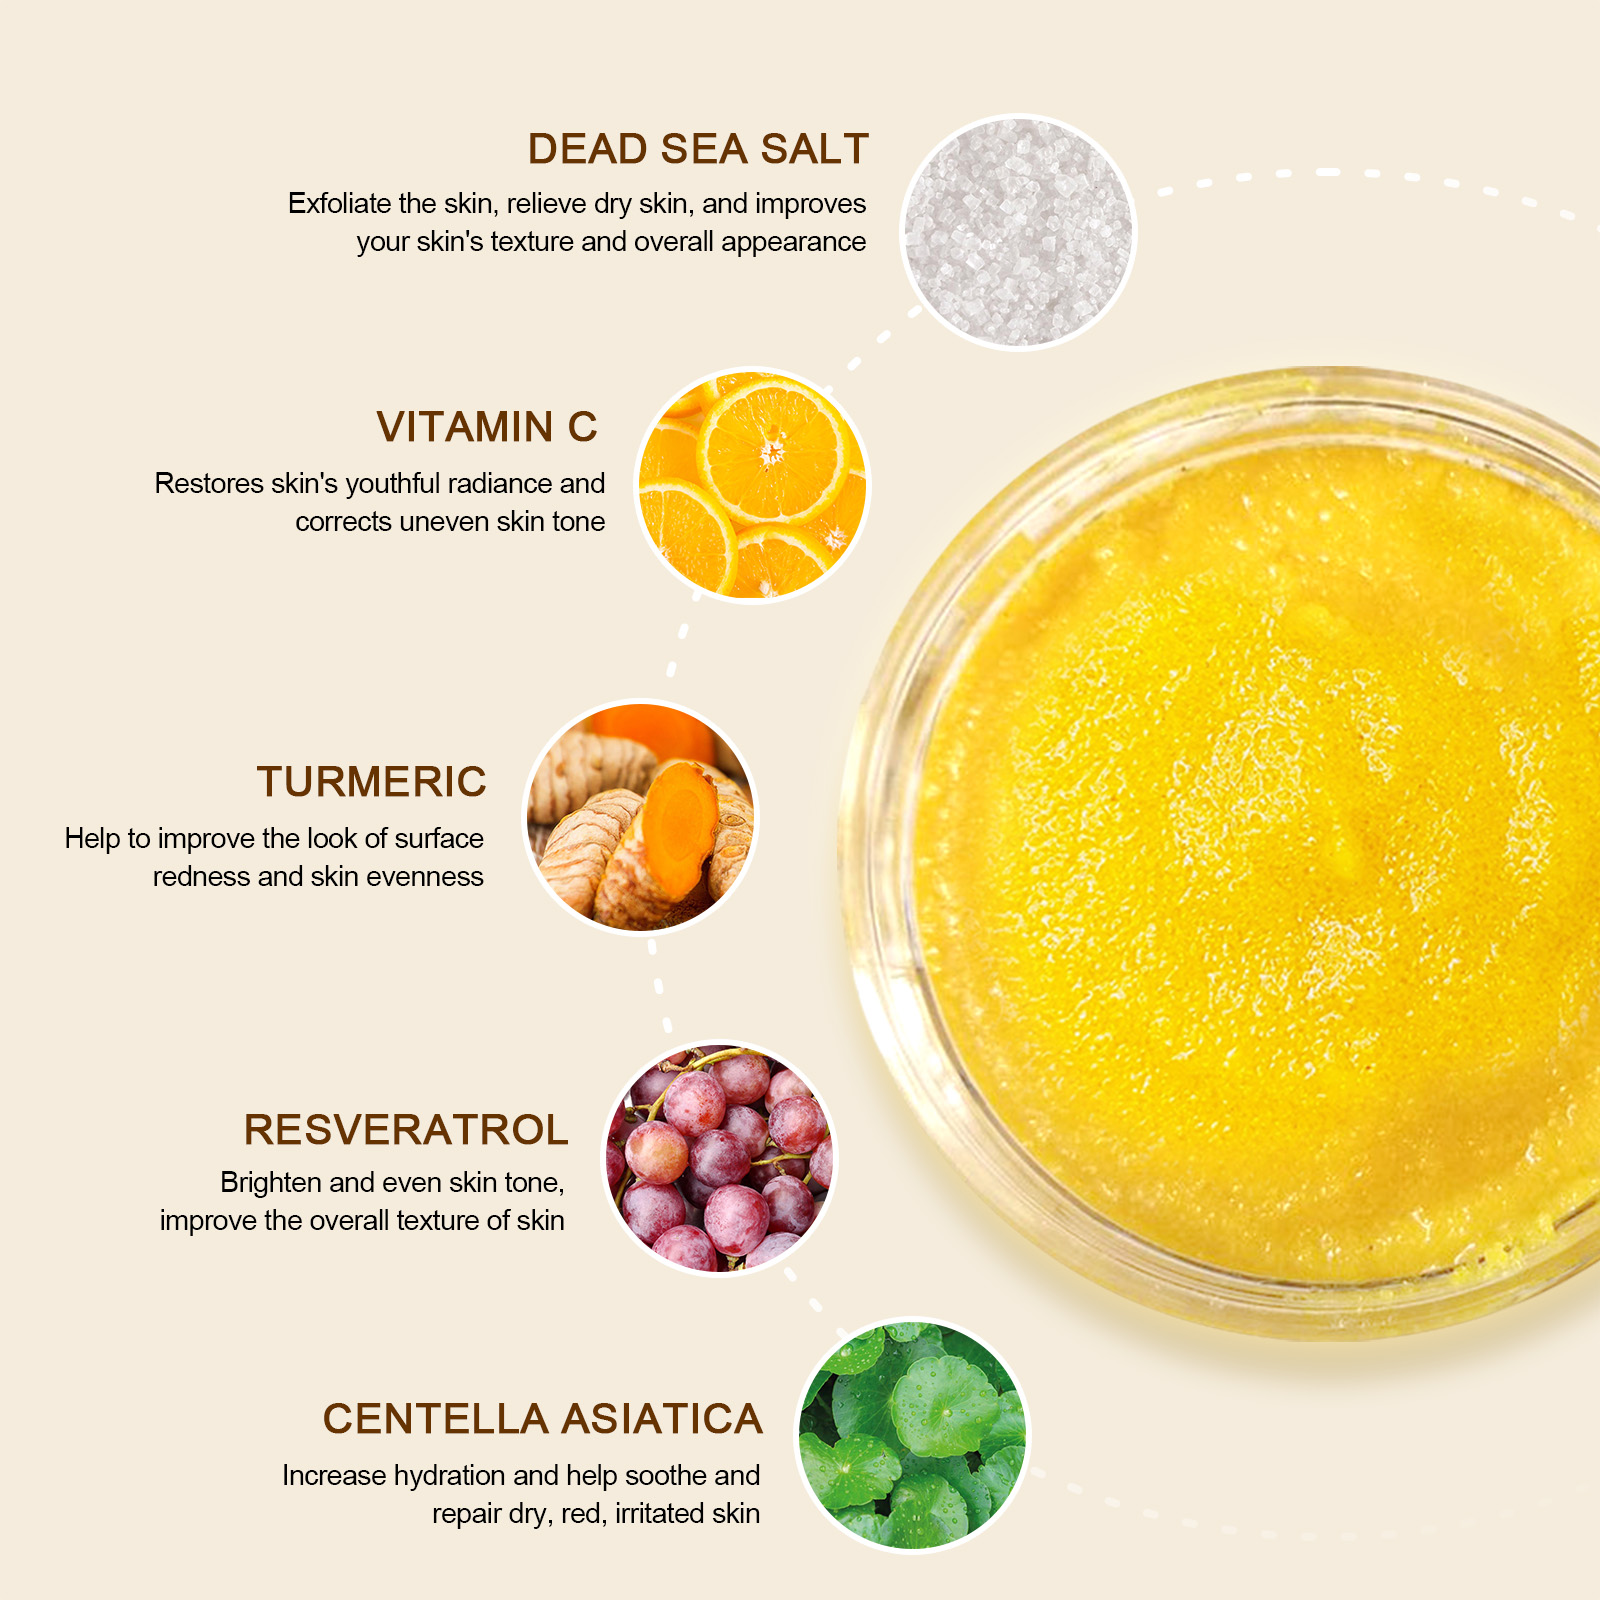 DEAD SEA SALT
Exfoliate the skin, relieve dry skin, and improves
your skin's texture and overall appearance
VITAMIN C
Restores skin's youthful radiance and
corrects uneven skin tone
TURMERIC
Help to improve the look of surface
redness and skin evenness
RESVERATROL
Brighten and even skin tone,
improve the overall texture of skin
CENTELLA ASIATICA
Increase hydration and help soothe and
repair dry, red, irritated skin